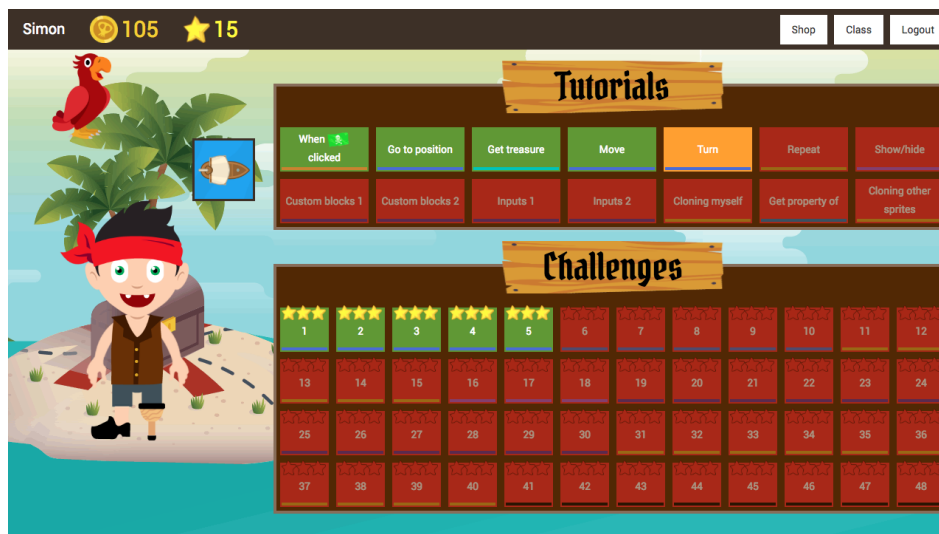 Simon 105 15 Shop Class Logout
Tutorials
When clicked Go to position Get treasure Move Turn Repeat Show/hide
Custom blocks 1 Custom blocks 2 Inputs 1 Inputs 2 Cloning myself Get property of Cloning other sprites
Challenges
1 2 3 4 5 6 7 8 9 10 11 12
13 14 15 16 17 18 19 20 21 22 23 24
25 26 27 28 29 30 31 32 33 34 35 36
37 38 39 40 41 42 43 44 45 46 47 48